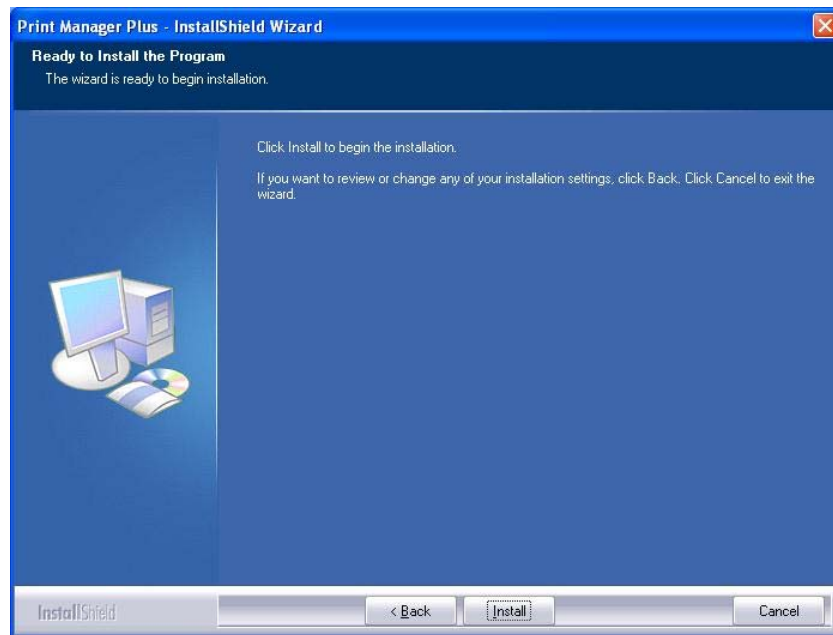 Print Manager Plus - InstallShield Wizard
Ready to Install the Program
The wizard is ready to begin installation.
Click Install to begin the installation.
If you want to review or change any of your installation settings, click Back. Click Cancel to exit the
wizard.
InstallShield
< Back
Install
Cancel